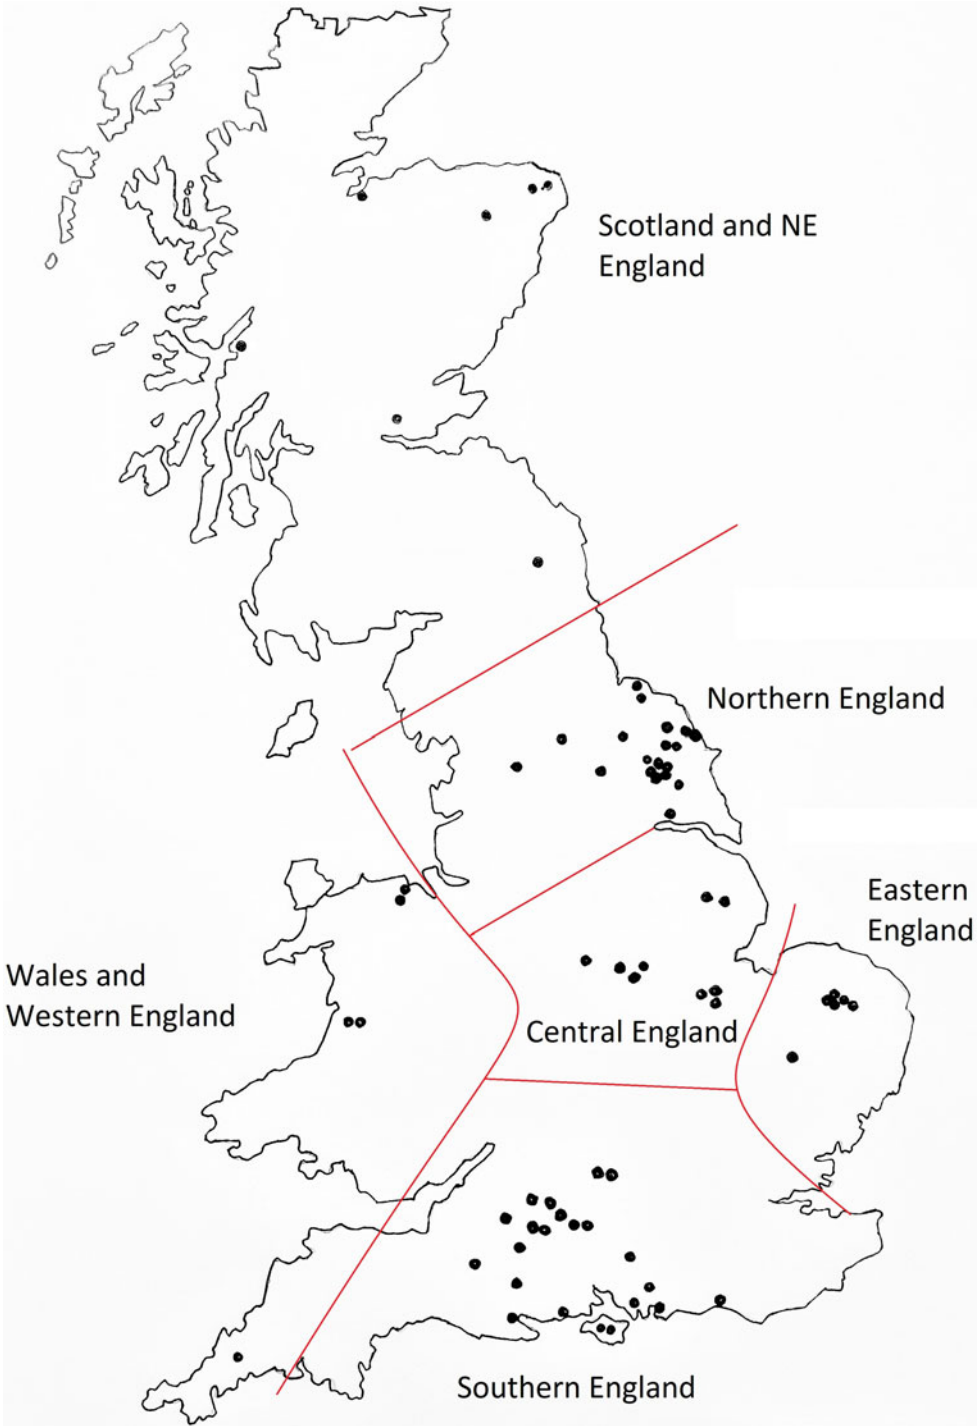 Scotland and NE
England
Northern England
Eastern
England
Wales and
Western England
Central England
Southern England